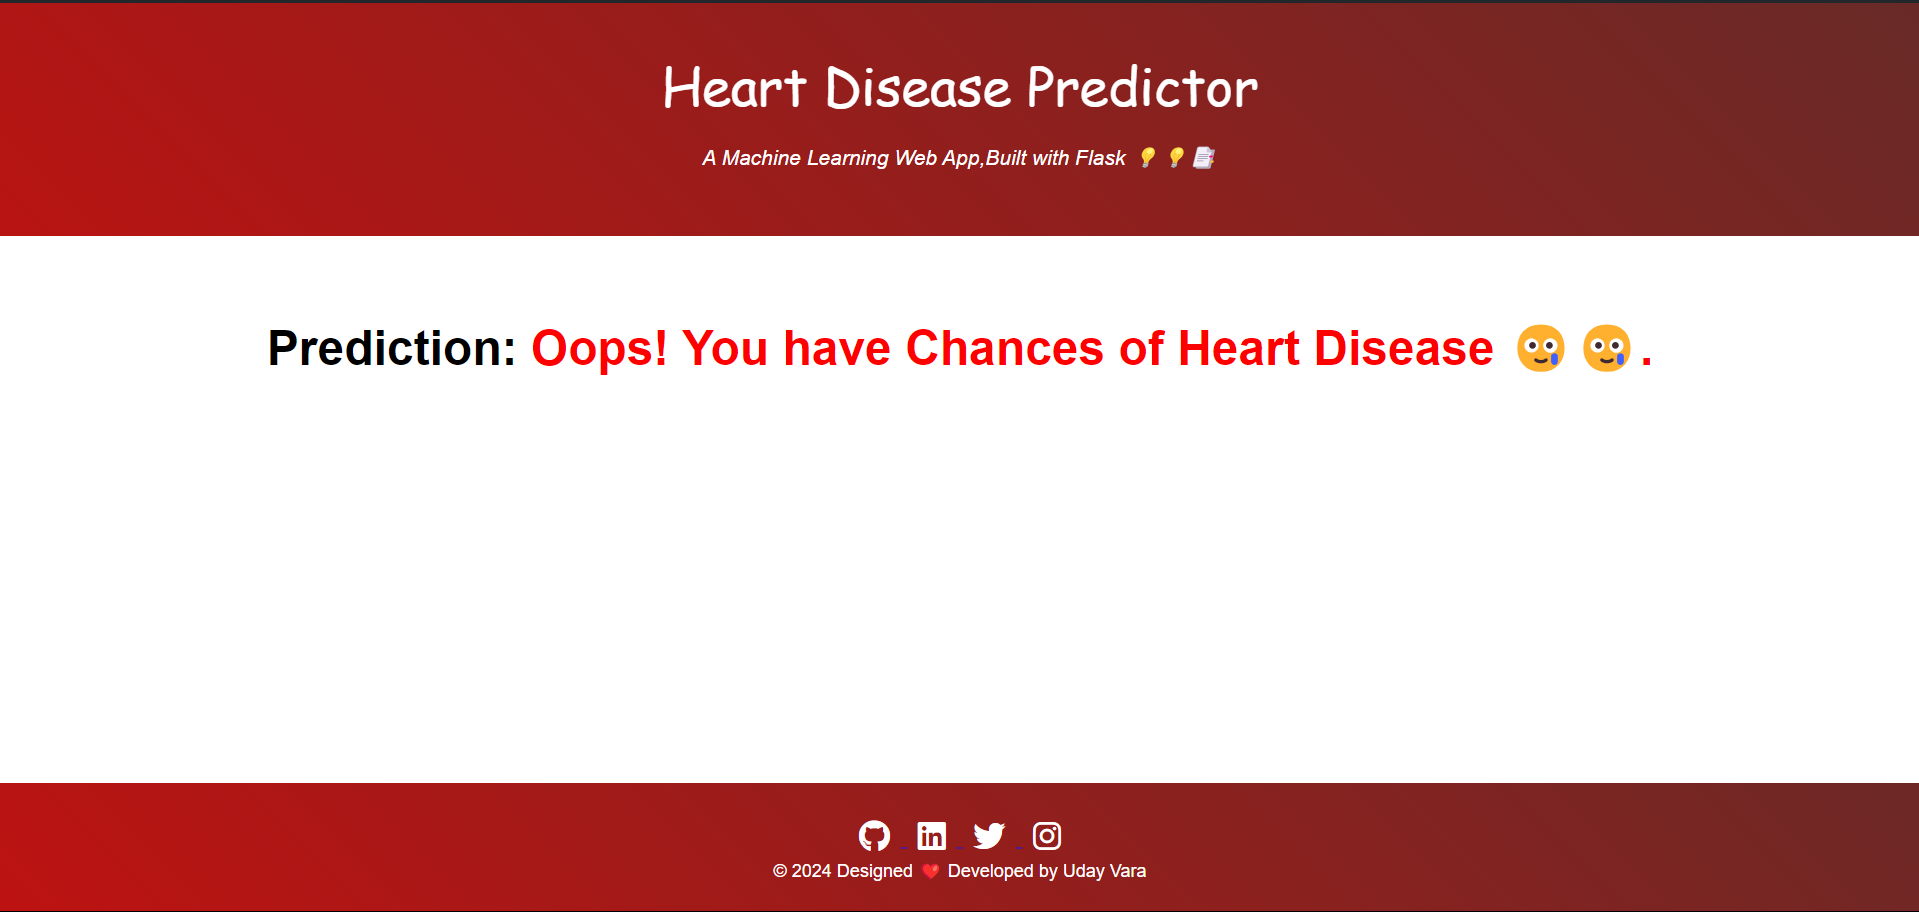 Heart Disease Predictor
A Machine Learning Web App,Built with Flask 💡💡📑
Prediction: Oops! You have Chances of Heart Disease 🥲🥲.
in
© 2024 Designed ❤️ Developed by Uday Vara